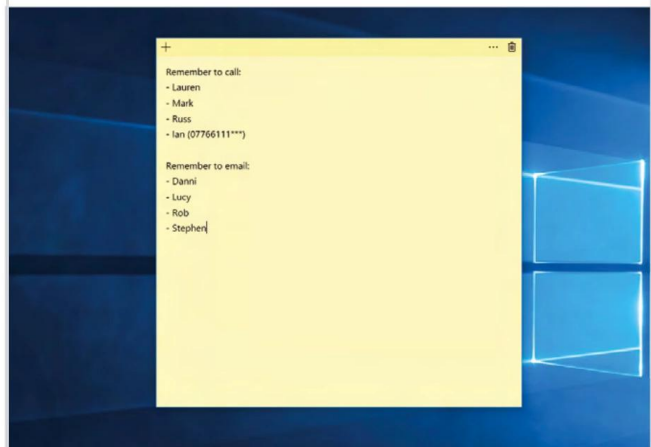 Remember to call:
- Lauren
- Mark
- Russ
- Ian (07766111***)
Remember to email:
- Danni
- Lucy
- Rob
- Stephen